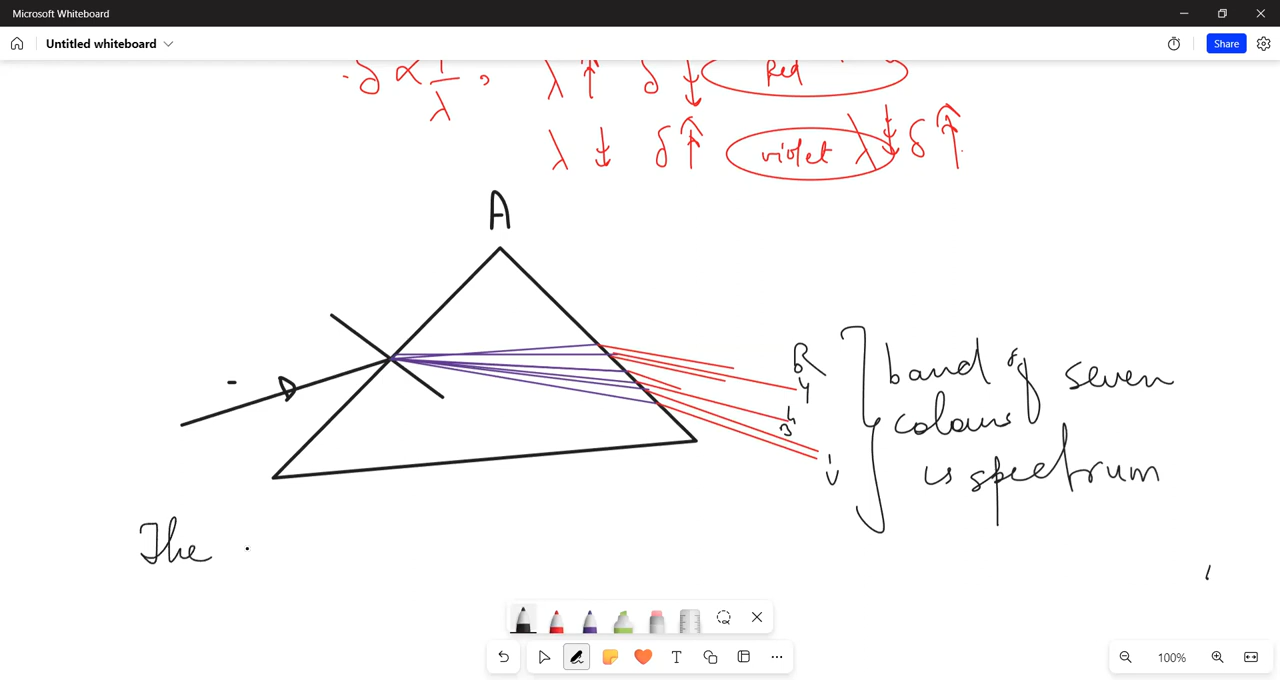 Microsoft Whiteboard
Untitled whiteboard
Share
δ ∝ 1/λ , λ ↑ δ ↓ Red
λ ↓ δ ↑ violet λ ↓ δ ↑
A
R
Y
V
band of seven
colours
is spectrum
The
100%